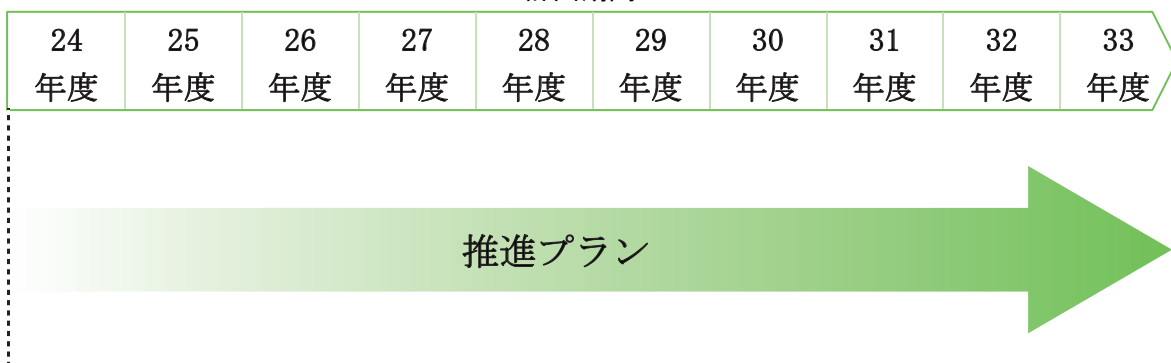 24 25 26 27 28 29 30 31 32 33
年度 年度 年度 年度 年度 年度 年度 年度 年度 年度
推進プラン